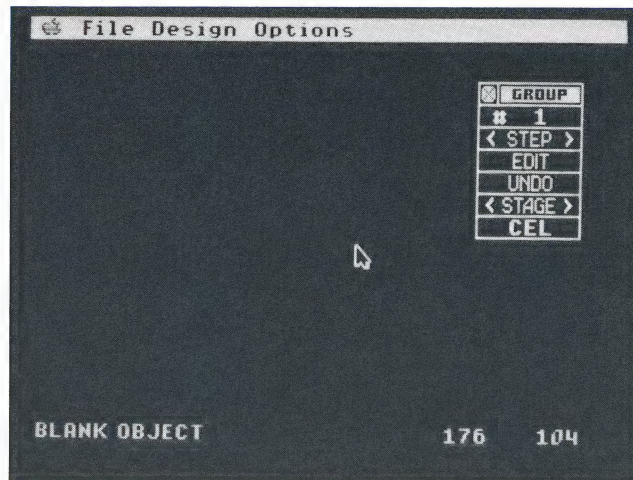 File Design Options
GROUP
# 1
< STEP >
EDIT
UNDO
< STAGE >
CEL
BLANK OBJECT 176 104